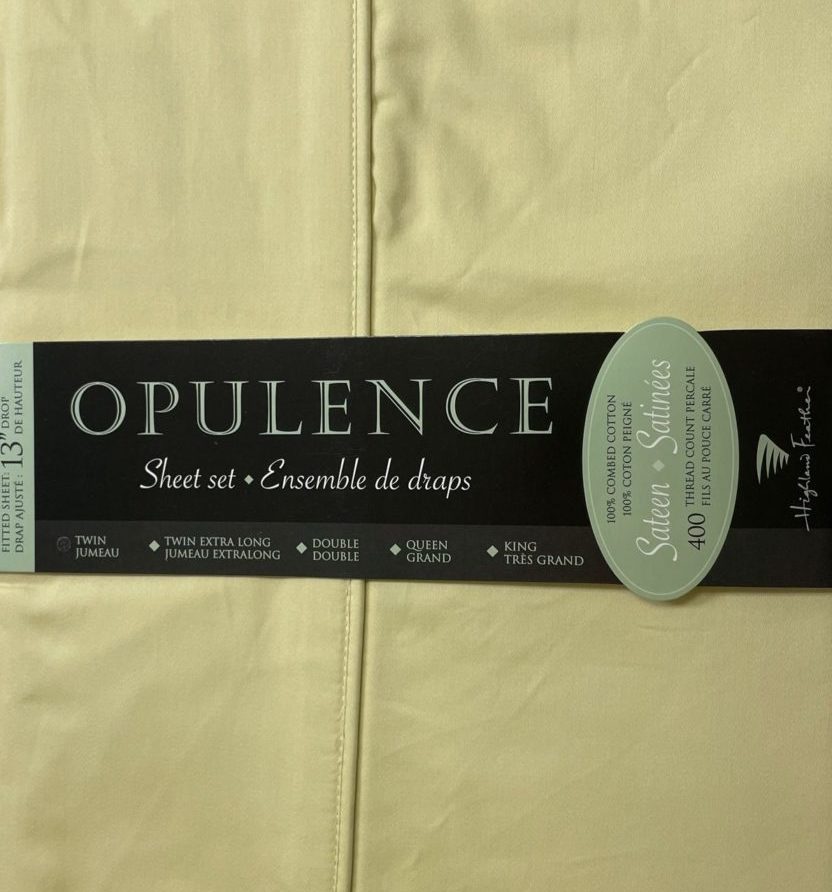 FITTED SHEET: 13" DROP
DRAP AJUSTÉ: DE HAUTEUR
OPULENCE
Sheet set ◆ Ensemble de draps
TWIN
JUMEAU
◆ TWIN EXTRA LONG
JUMEAU EXTRALONG
◆ DOUBLE
DOUBLE
◆ QUEEN
GRAND
◆ KING
TRÈS GRAND
100% COMBED COTTON
100% COTON PEIGNÉ
Sateen ◆ Satinées
400 THREAD COUNT PERCALE
FILS AU POUCE CARRÉ
Highland Feather®